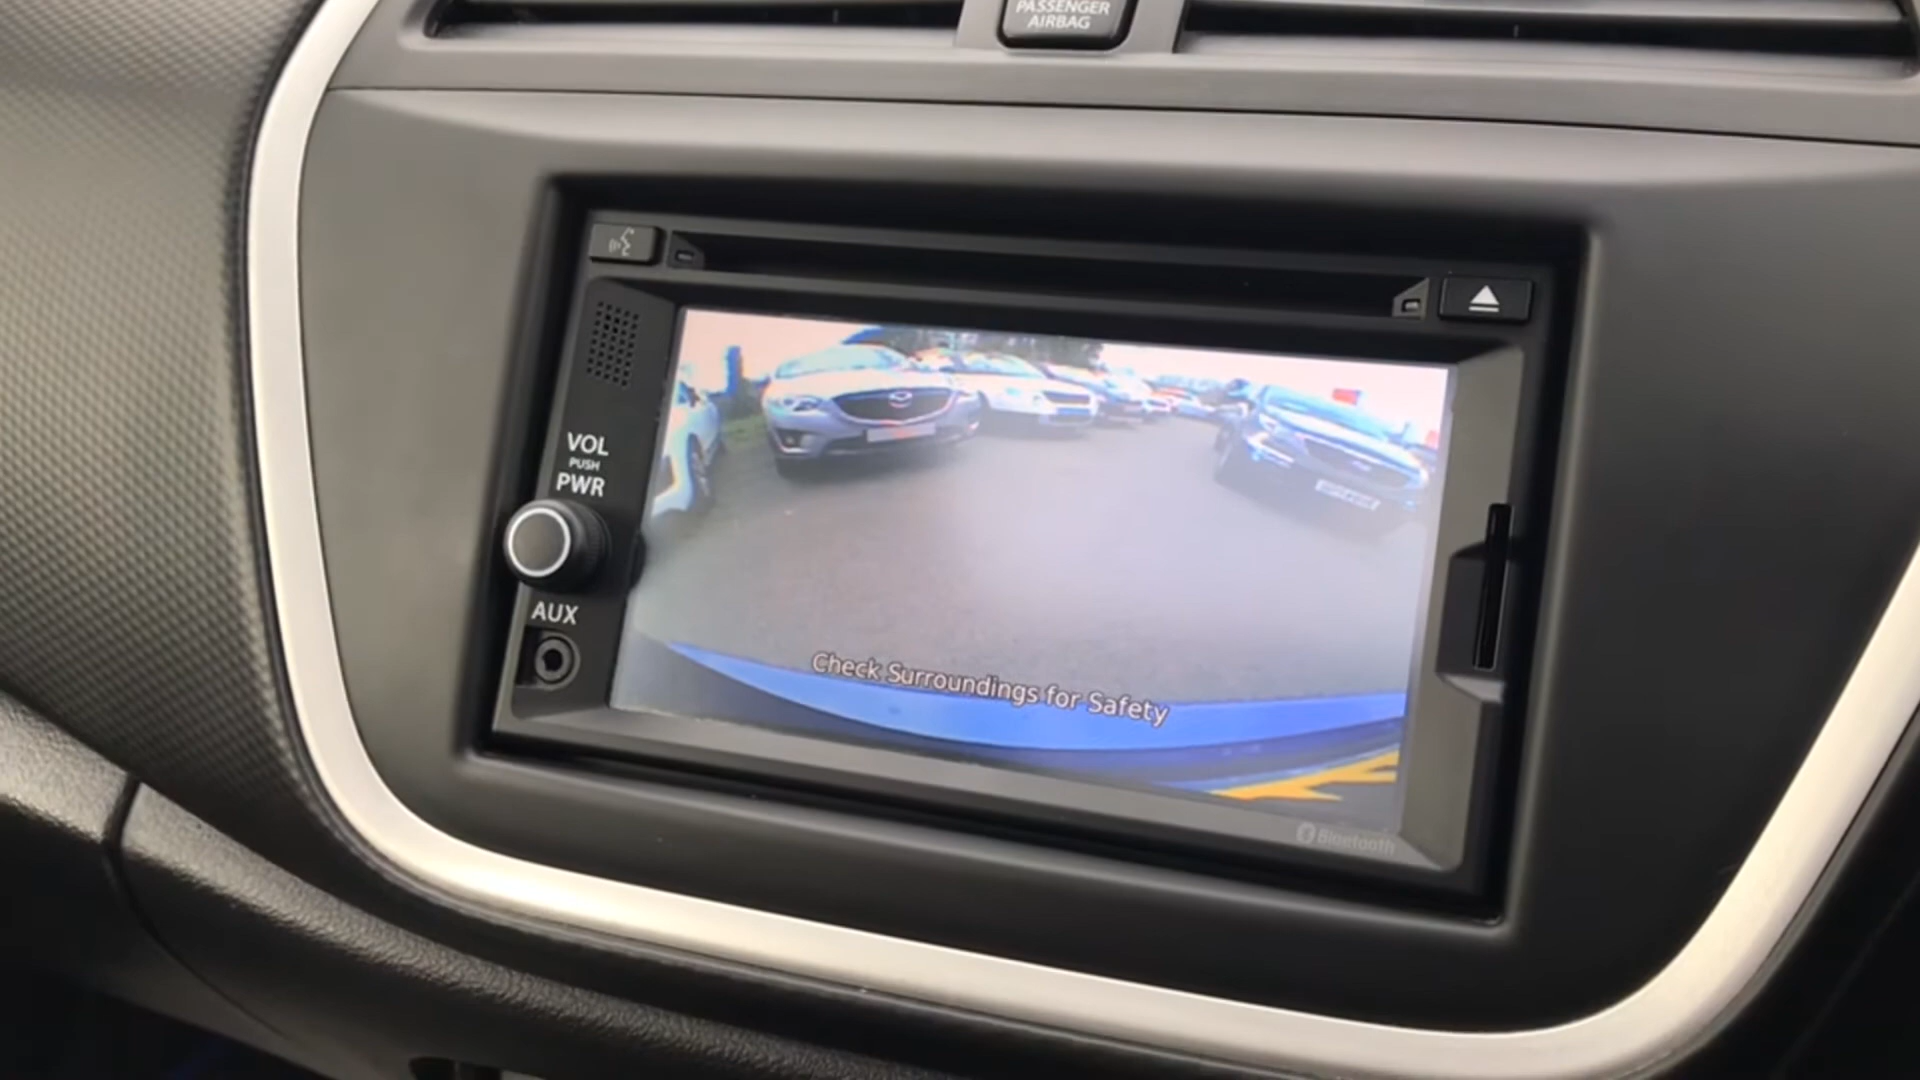 PASSENGER
AIRBAG
VOL
PUSH
PWR
AUX
Check Surroundings for Safety
Bluetooth